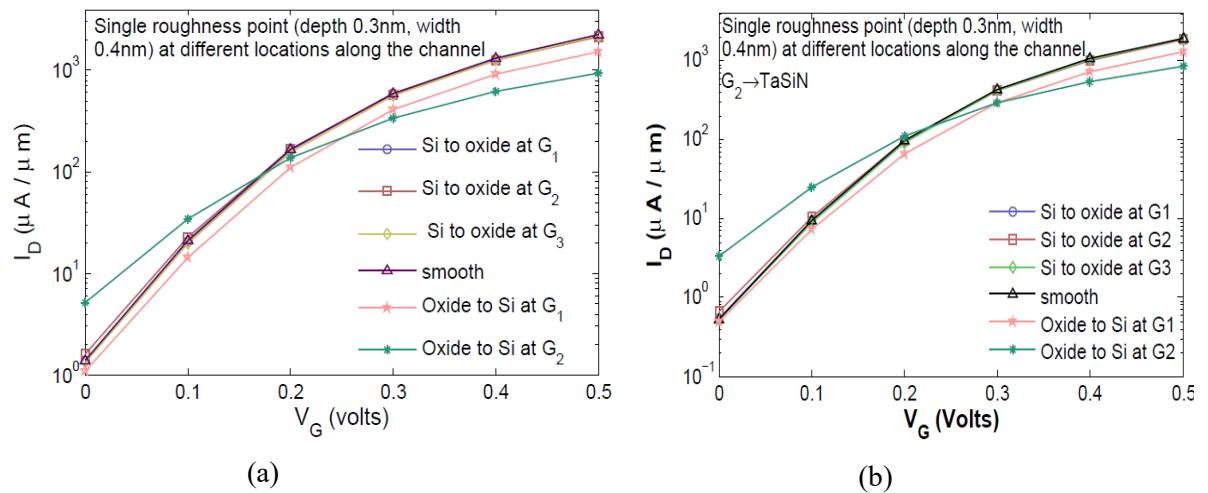 Single roughness point (depth 0.3nm, width
0.4nm) at different locations along the channel
10³
10²
10¹
10⁰
I_D (μ A / μ m)
Si to oxide at G₁
Si to oxide at G₂
Si to oxide at G₃
smooth
Oxide to Si at G₁
Oxide to Si at G₂
0 0.1 0.2 0.3 0.4 0.5
V_G (volts)
(a)
Single roughness point (depth 0.3nm, width
0.4nm) at different locations along the channel
G₂→TaSiN
10³
10²
10¹
10⁰
10⁻¹
I_D (μ A / μ m)
Si to oxide at G1
Si to oxide at G2
Si to oxide at G3
smooth
Oxide to Si at G1
Oxide to Si at G2
0 0.1 0.2 0.3 0.4 0.5
V_G (Volts)
(b)